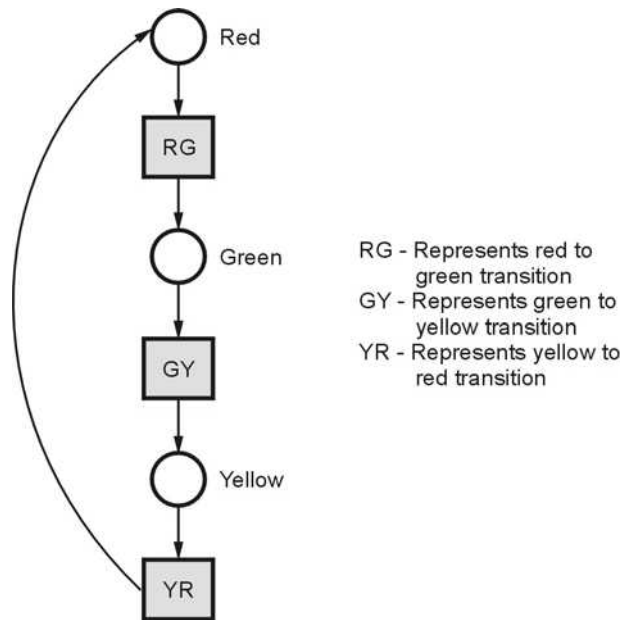 Red
RG
Green
GY
Yellow
YR
RG - Represents red to
green transition
GY - Represents green to
yellow transition
YR - Represents yellow to
red transition